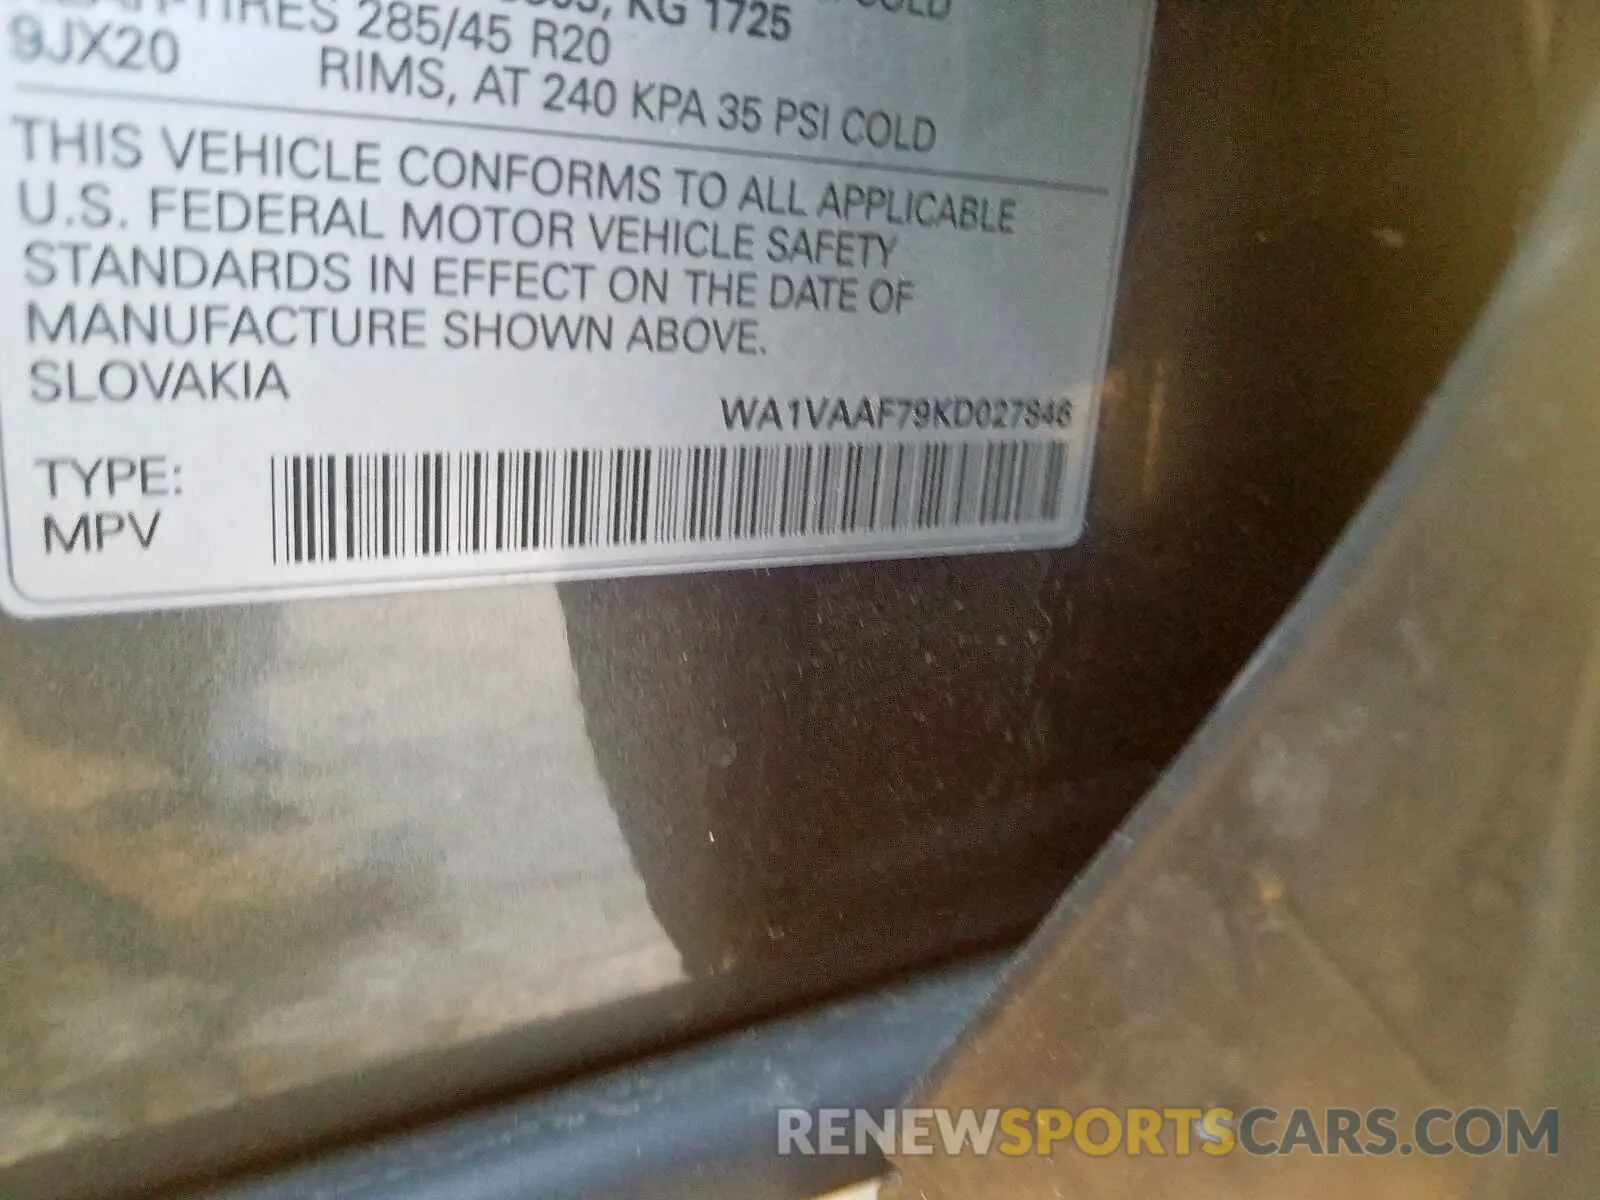 KG 1725
TIRES 285/45 R20
9JX20 RIMS, AT 240 KPA 35 PSI COLD
THIS VEHICLE CONFORMS TO ALL APPLICABLE
U.S. FEDERAL MOTOR VEHICLE SAFETY
STANDARDS IN EFFECT ON THE DATE OF
MANUFACTURE SHOWN ABOVE.
SLOVAKIA
WA1VAAF79KD027846
TYPE:
MPV
RENEWSPORTSCARS.COM